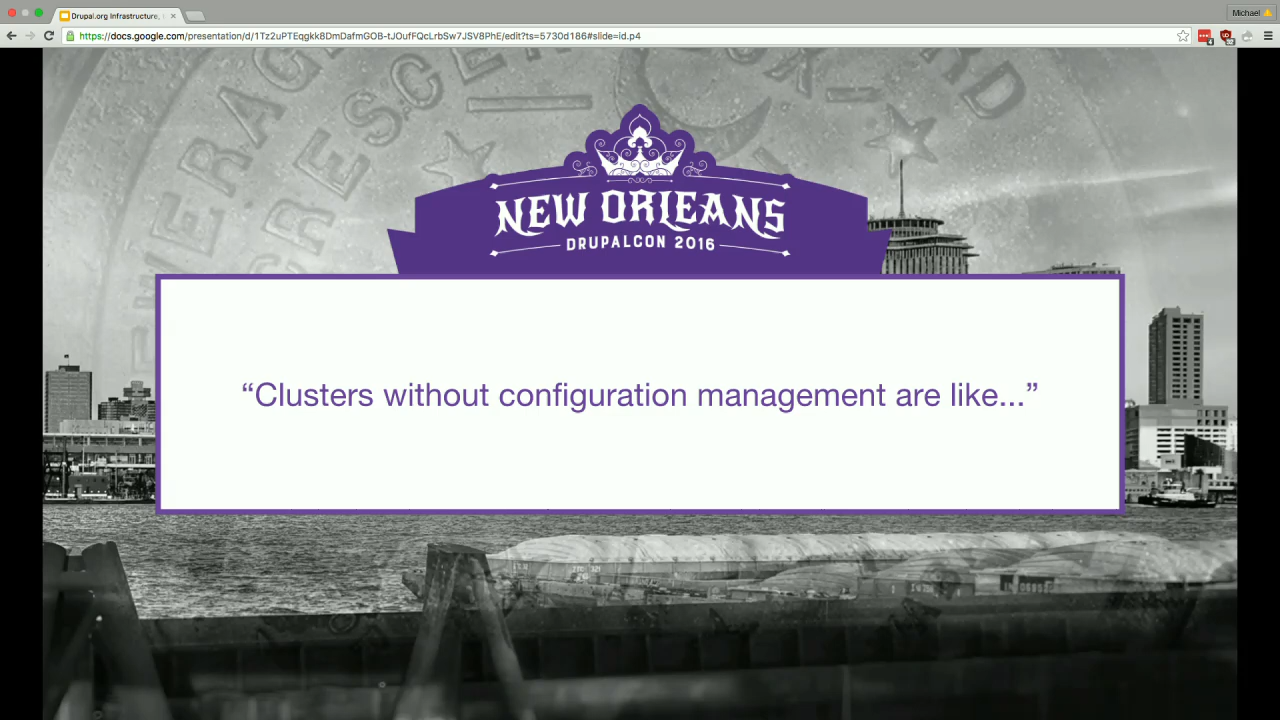 Drupal.org Infrastructure,
Michael
https://docs.google.com/presentation/d/1Tz2uPTEqgkk8DmDafmGOB-tJOufFQcLrbSw7JSV8PhE/edit?ts=5730d186#slide=id.p4
NEW ORLEANS
DRUPALCON 2016
“Clusters without configuration management are like...”